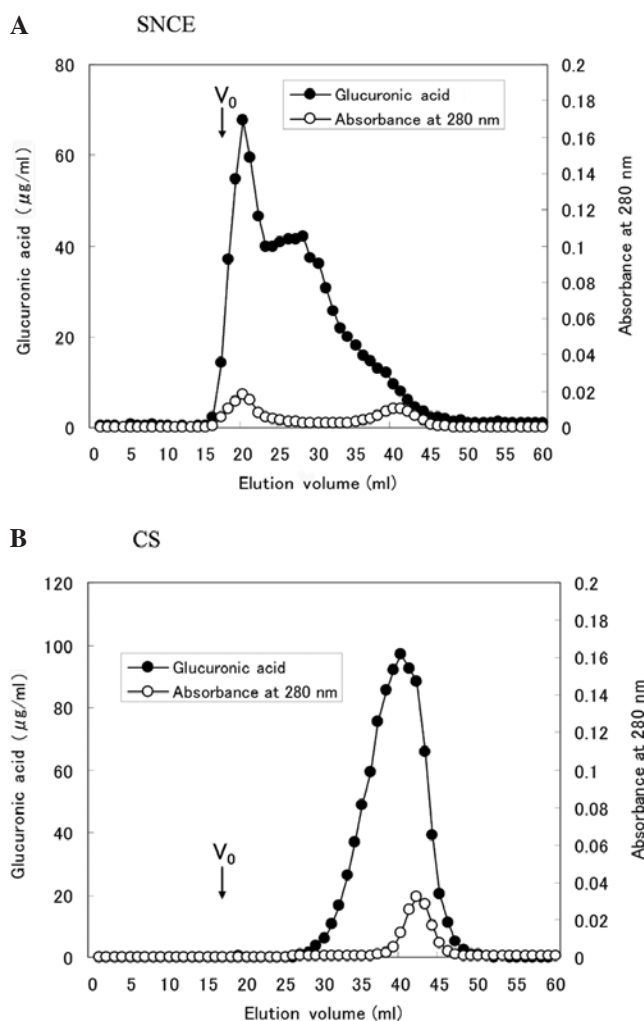 A SNCE
V0
Glucuronic acid
Absorbance at 280 nm
80
60
40
20
0
Glucuronic acid (μg/ml)
0.2
0.18
0.16
0.14
0.12
0.1
0.08
0.06
0.04
0.02
0
Absorbance at 280 nm
0 5 10 15 20 25 30 35 40 45 50 55 60
Elution volume (ml)
B CS
Glucuronic acid
Absorbance at 280 nm
V0
120
100
80
60
40
20
0
Glucuronic acid (μg/ml)
0.2
0.18
0.16
0.14
0.12
0.1
0.08
0.06
0.04
0.02
0
Absorbance at 280 nm
0 5 10 15 20 25 30 35 40 45 50 55 60
Elution volume (ml)